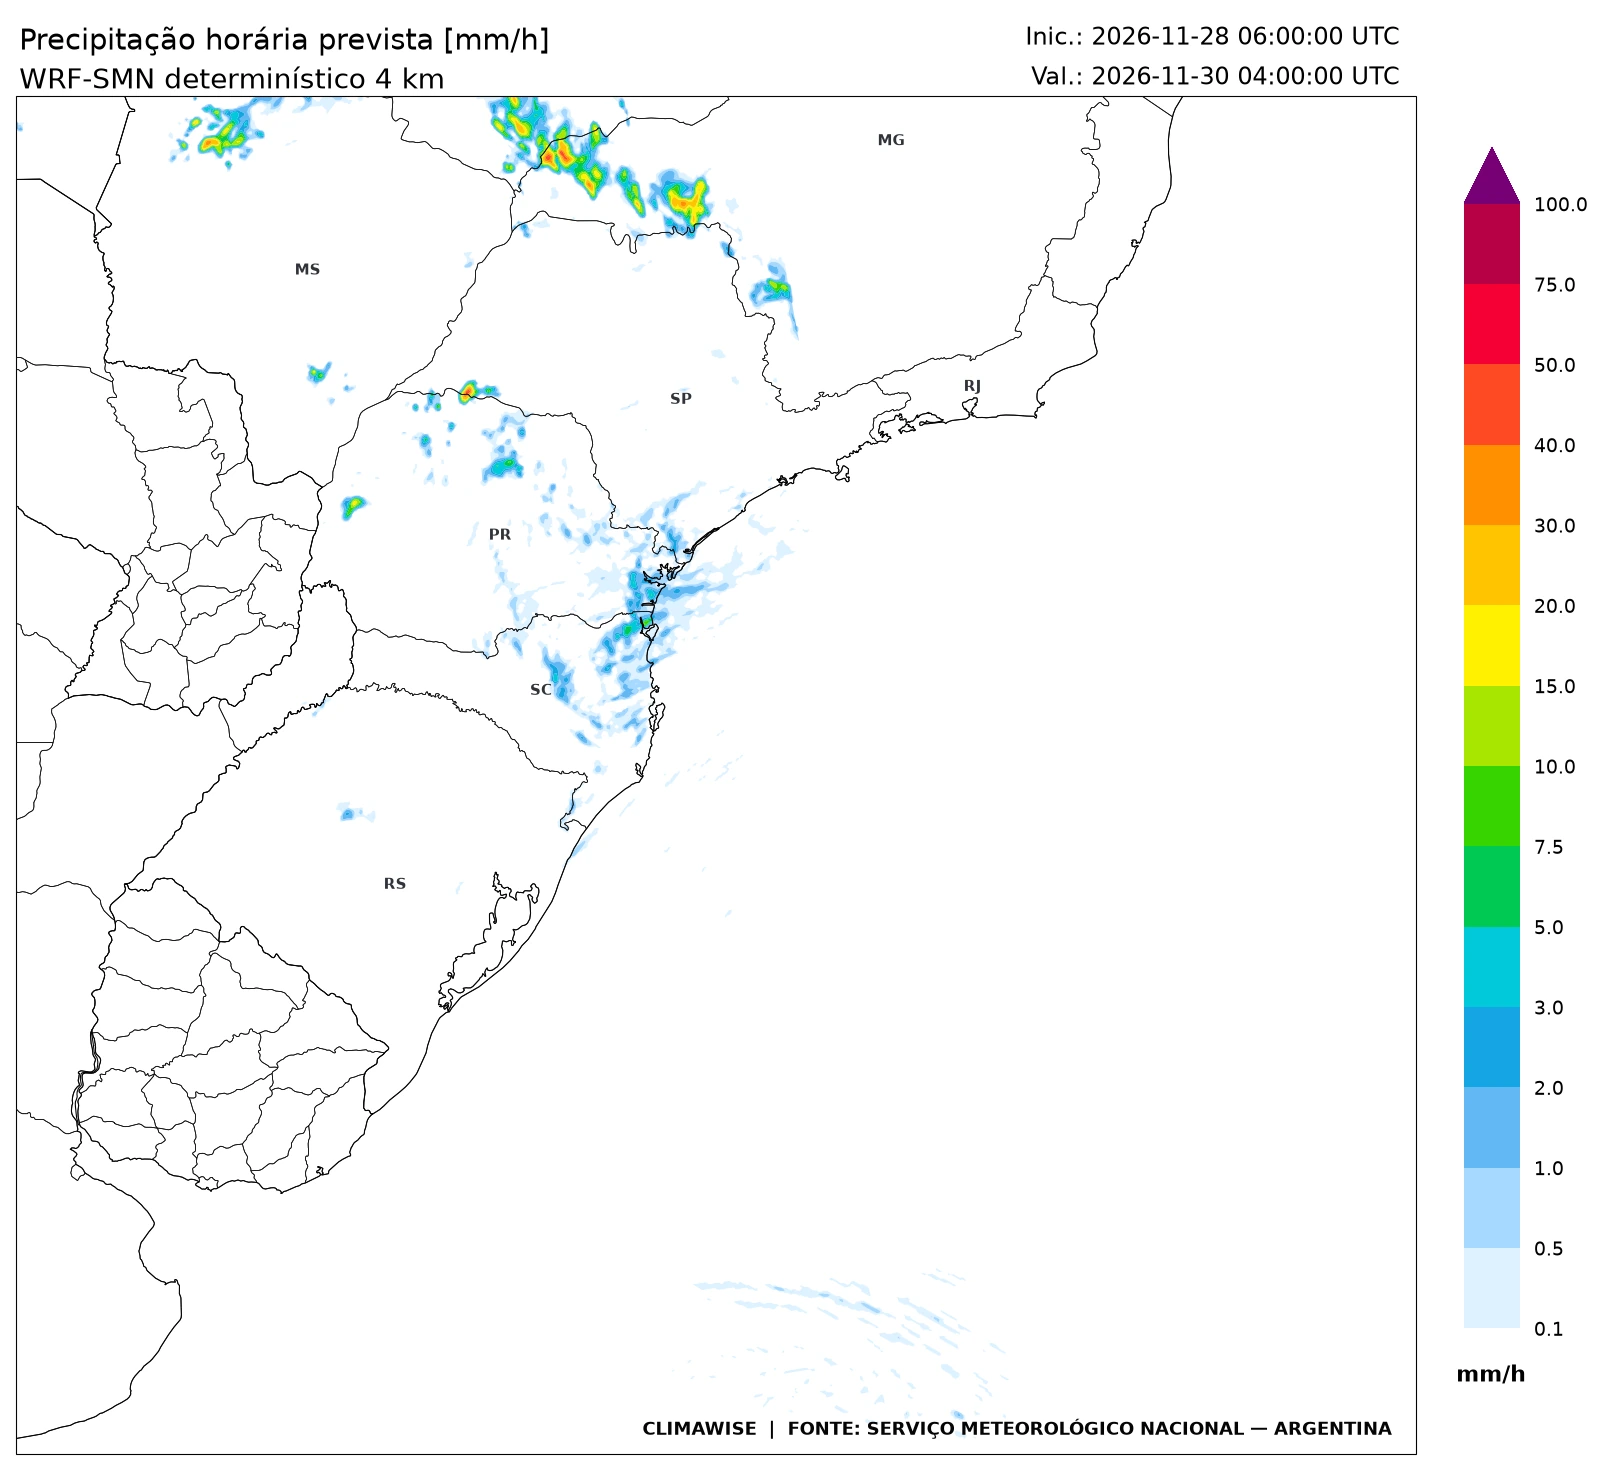 Precipitação horária prevista [mm/h]
WRF-SMN determinístico 4 km
Inic.: 2026-11-28 06:00:00 UTC
Val.: 2026-11-30 04:00:00 UTC
MG
MS
RJ
SP
PR
SC
RS
100.0
75.0
50.0
40.0
30.0
20.0
15.0
10.0
7.5
5.0
3.0
2.0
1.0
0.5
0.1
mm/h
CLIMAWISE | FONTE: SERVIÇO METEOROLÓGICO NACIONAL — ARGENTINA